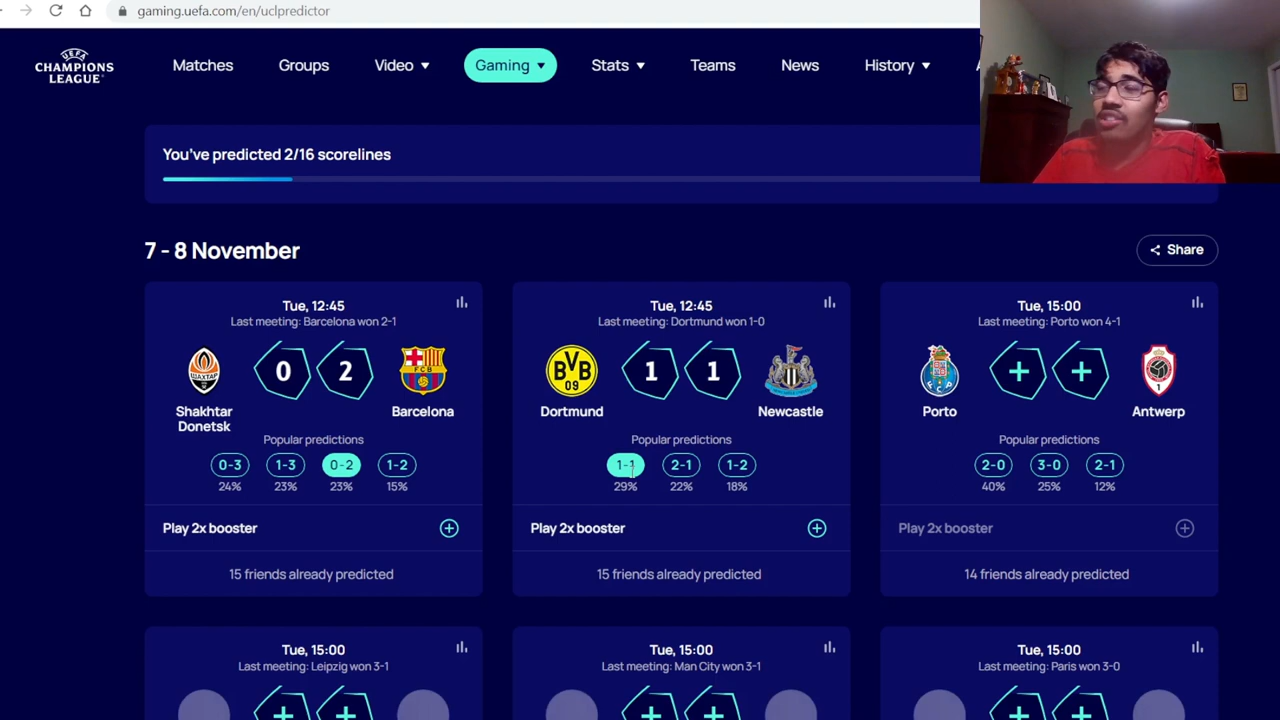 gaming.uefa.com/en/uclpredictor
UEFA
CHAMPIONS
LEAGUE
Matches
Groups
Video
Gaming
Stats
Teams
News
History
You've predicted 2/16 scorelines
7 - 8 November
Share
Tue, 12:45
Last meeting: Barcelona won 2-1
ШАХТАР
0
2
FCB
Shakhtar
Donetsk
Barcelona
Popular predictions
0-3
1-3
0-2
1-2
24%
23%
23%
15%
Play 2x booster
15 friends already predicted
Tue, 12:45
Last meeting: Dortmund won 1-0
BVB
09
1
1
Dortmund
Newcastle
Popular predictions
1-1
2-1
1-2
29%
22%
18%
Play 2x booster
15 friends already predicted
Tue, 15:00
Last meeting: Porto won 4-1
+
+
1
Porto
Antwerp
Popular predictions
2-0
3-0
2-1
40%
25%
12%
Play 2x booster
14 friends already predicted
Tue, 15:00
Last meeting: Leipzig won 3-1
+
+
Tue, 15:00
Last meeting: Man City won 3-1
+
+
Tue, 15:00
Last meeting: Paris won 3-0
+
+